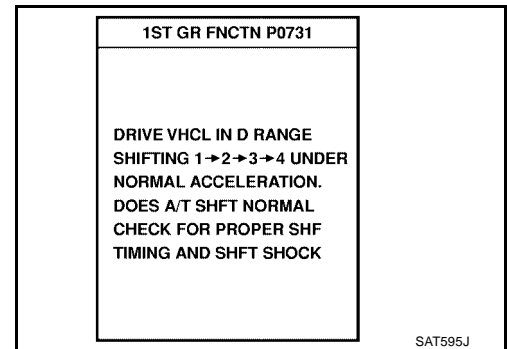 1ST GR FNCTN P0731
DRIVE VHCL IN D RANGE
SHIFTING 1→2→3→4 UNDER
NORMAL ACCELERATION.
DOES A/T SHFT NORMAL
CHECK FOR PROPER SHF
TIMING AND SHFT SHOCK
SAT595J